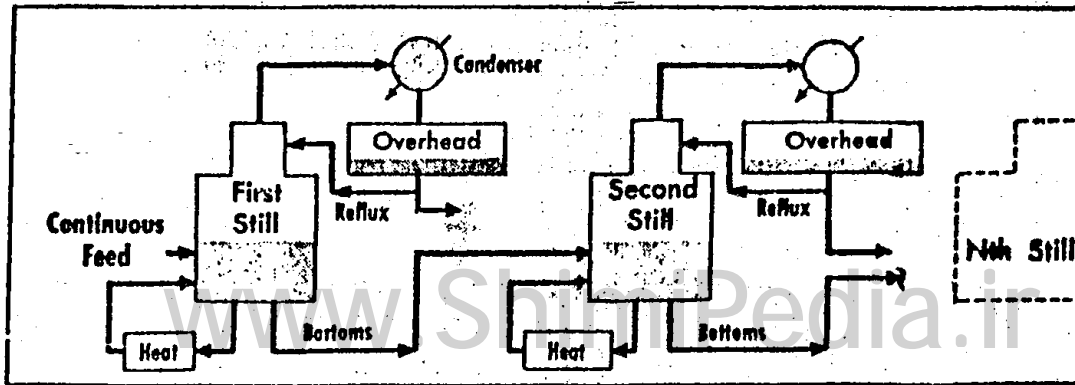 Condenser
Overhead
First
Still
Reflux
Continuous
Feed
Heat
Bottoms
Overhead
Second
Still
Reflux
Heat
Bottoms
Nth Still
www.ShimiPedia.ir